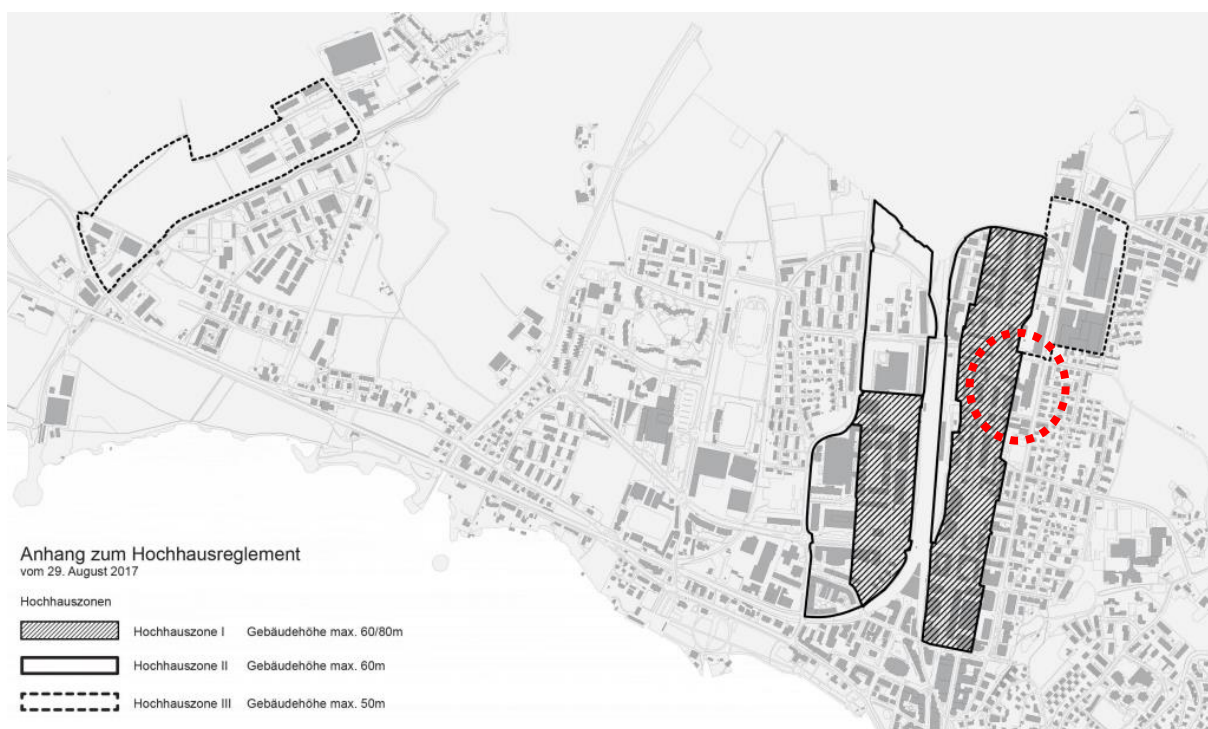 Anhang zum Hochhausreglement
vom 29. August 2017
Hochhauszonen
Hochhauszone I Gebäudehöhe max. 60/80m
Hochhauszone II Gebäudehöhe max. 60m
Hochhauszone III Gebäudehöhe max. 50m